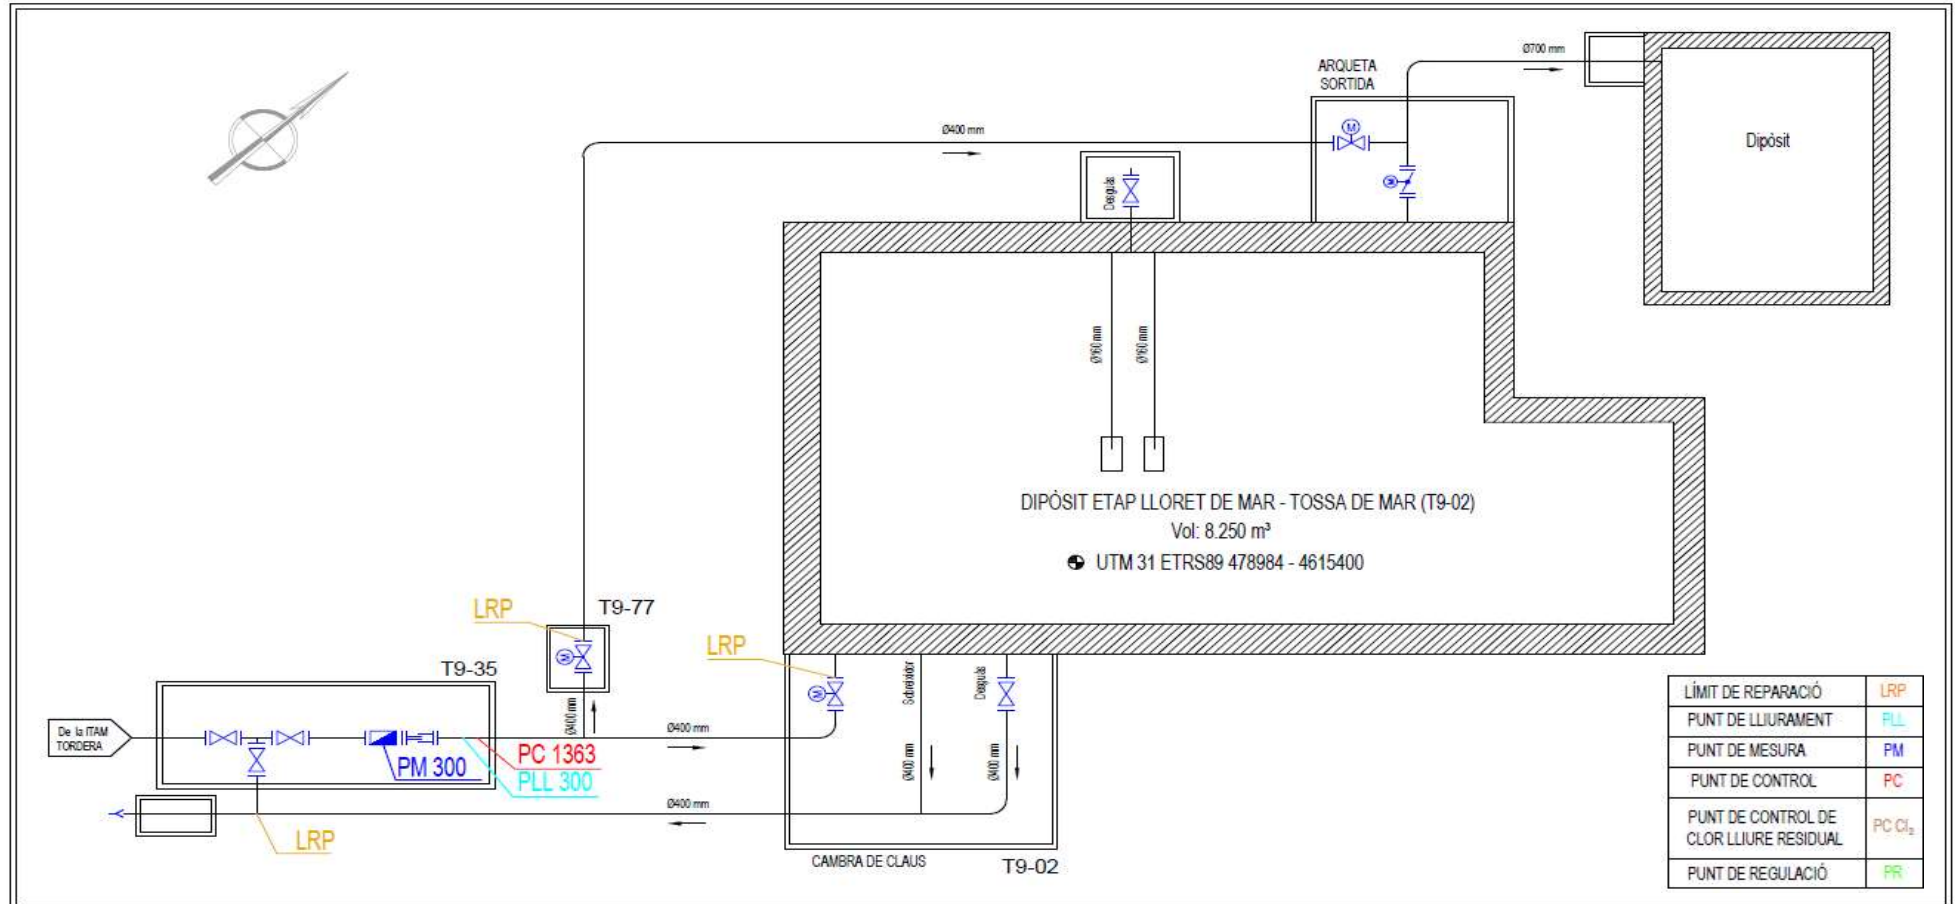 Ø700 mm
ARQUETA
SORTIDA
Ø400 mm
M
Dipòsit
Desguàs
M
Ø160 mm
Ø160 mm
DIPÒSIT ETAP LLORET DE MAR - TOSSA DE MAR (T9-02)
Vol: 8.250 m³
UTM 31 ETRS89 478984 - 4615400
LRP
T9-77
M
LRP
T9-35
M
Sobreeixidor
Desguàs
De la ITAM
TORDERA
Ø400 mm
Ø400 mm
PC 1363
PM 300
PLL 300
Ø400 mm
Ø400 mm
Ø400 mm
LRP
CAMBRA DE CLAUS
T9-02
LÍMIT DE REPARACIÓ LRP
PUNT DE LLIURAMENT PLL
PUNT DE MESURA PM
PUNT DE CONTROL PC
PUNT DE CONTROL DE
CLOR LLIURE RESIDUAL PC Cl₂
PUNT DE REGULACIÓ PR